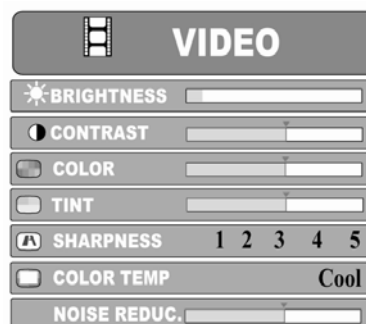 VIDEO
BRIGHTNESS
CONTRAST
COLOR
TINT
SHARPNESS 1 2 3 4 5
COLOR TEMP Cool
NOISE REDUC.